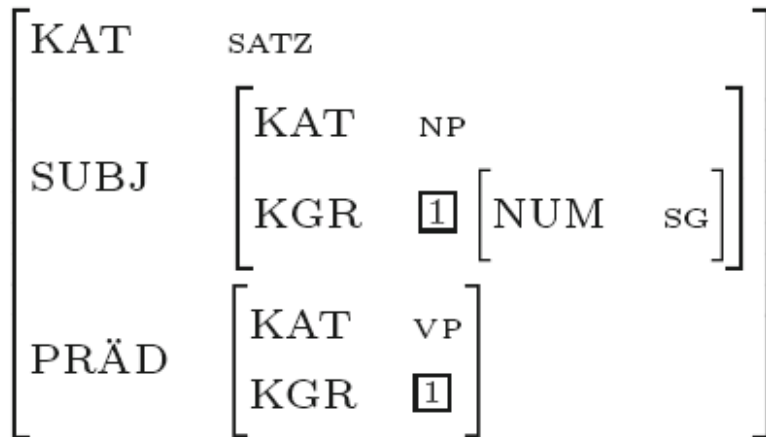 KAT SATZ
KAT NP
SUBJ
KGR 1 NUM SG
KAT VP
PRÄD
KGR 1